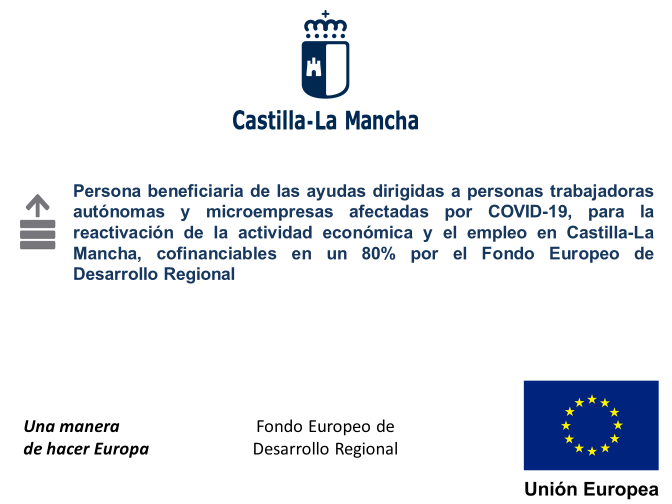 Castilla-La Mancha
Persona beneficiaria de las ayudas dirigidas a personas trabajadoras
autónomas y microempresas afectadas por COVID-19, para la
reactivación de la actividad económica y el empleo en Castilla-La
Mancha, cofinanciables en un 80% por el Fondo Europeo de
Desarrollo Regional
Una manera
de hacer Europa
Fondo Europeo de
Desarrollo Regional
Unión Europea